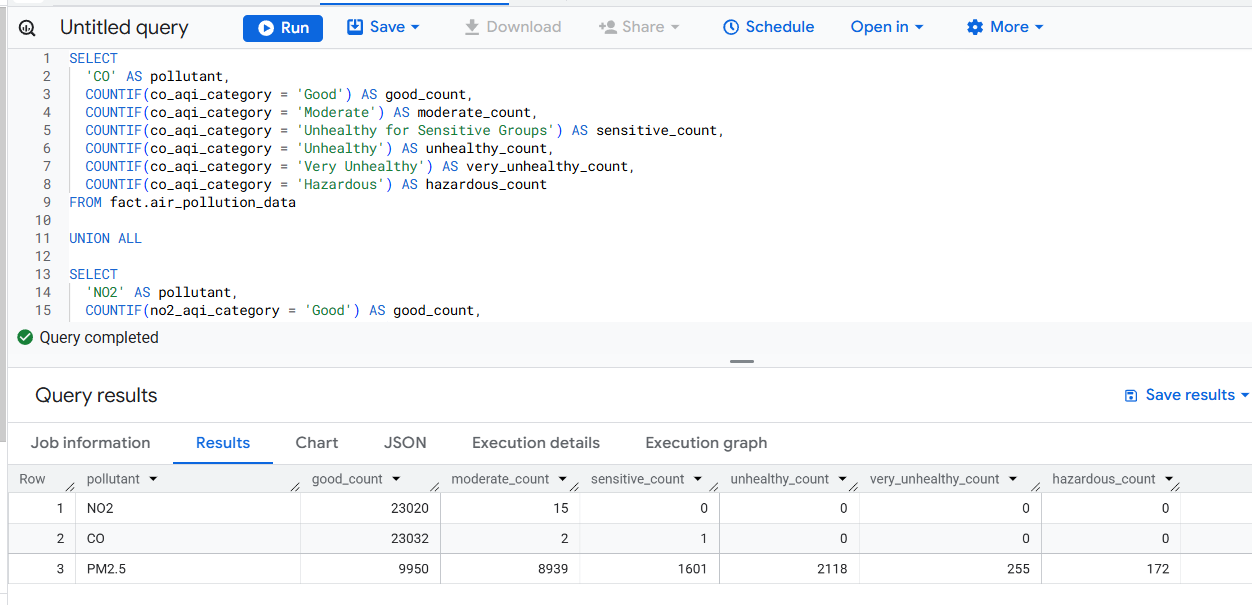 Untitled query Run Save Download Share Schedule Open in More
1 SELECT
2 'CO' AS pollutant,
3 COUNTIF(co_aqi_category = 'Good') AS good_count,
4 COUNTIF(co_aqi_category = 'Moderate') AS moderate_count,
5 COUNTIF(co_aqi_category = 'Unhealthy for Sensitive Groups') AS sensitive_count,
6 COUNTIF(co_aqi_category = 'Unhealthy') AS unhealthy_count,
7 COUNTIF(co_aqi_category = 'Very Unhealthy') AS very_unhealthy_count,
8 COUNTIF(co_aqi_category = 'Hazardous') AS hazardous_count
9 FROM fact.air_pollution_data
10
11 UNION ALL
12
13 SELECT
14 'NO2' AS pollutant,
15 COUNTIF(no2_aqi_category = 'Good') AS good_count,
Query completed
Query results Save results
Job information Results Chart JSON Execution details Execution graph
Row pollutant good_count moderate_count sensitive_count unhealthy_count very_unhealthy_count hazardous_count
1 NO2 23020 15 0 0 0 0
2 CO 23032 2 1 0 0 0
3 PM2.5 9950 8939 1601 2118 255 172